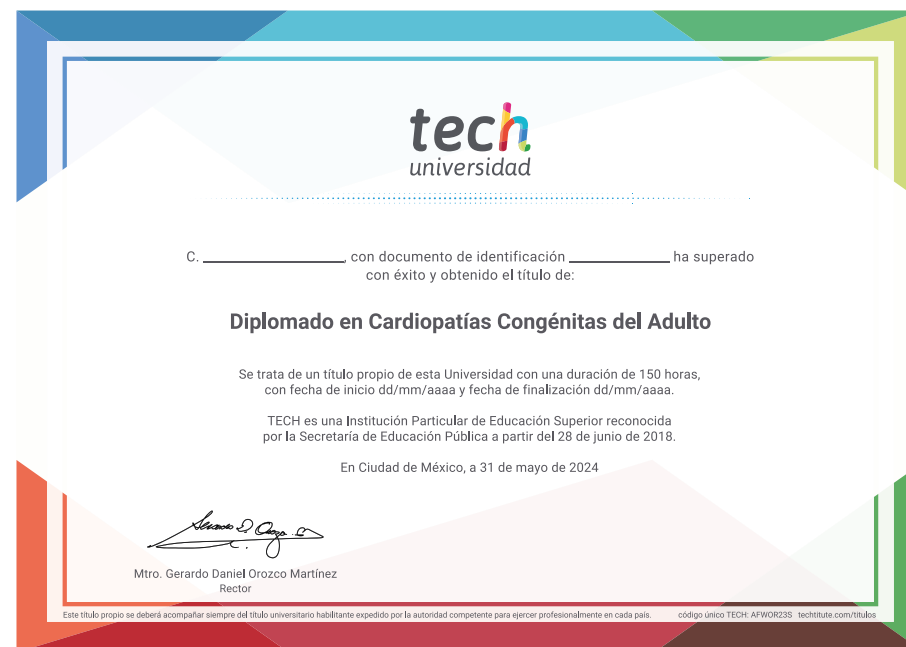 tech
universidad
C. ____________________, con documento de identificación ______________ ha superado
con éxito y obtenido el título de:
Diplomado en Cardiopatías Congénitas del Adulto
Se trata de un título propio de esta Universidad con una duración de 150 horas,
con fecha de inicio dd/mm/aaaa y fecha de finalización dd/mm/aaaa.
TECH es una Institución Particular de Educación Superior reconocida
por la Secretaría de Educación Pública a partir del 28 de junio de 2018.
En Ciudad de México, a 31 de mayo de 2024
Mtro. Gerardo Daniel Orozco Martínez
Rector
Este título propio se deberá acompañar siempre del título universitario habilitante expedido por la autoridad competente para ejercer profesionalmente en cada país. código único TECH: AFWOR23S techtitute.com/titulos